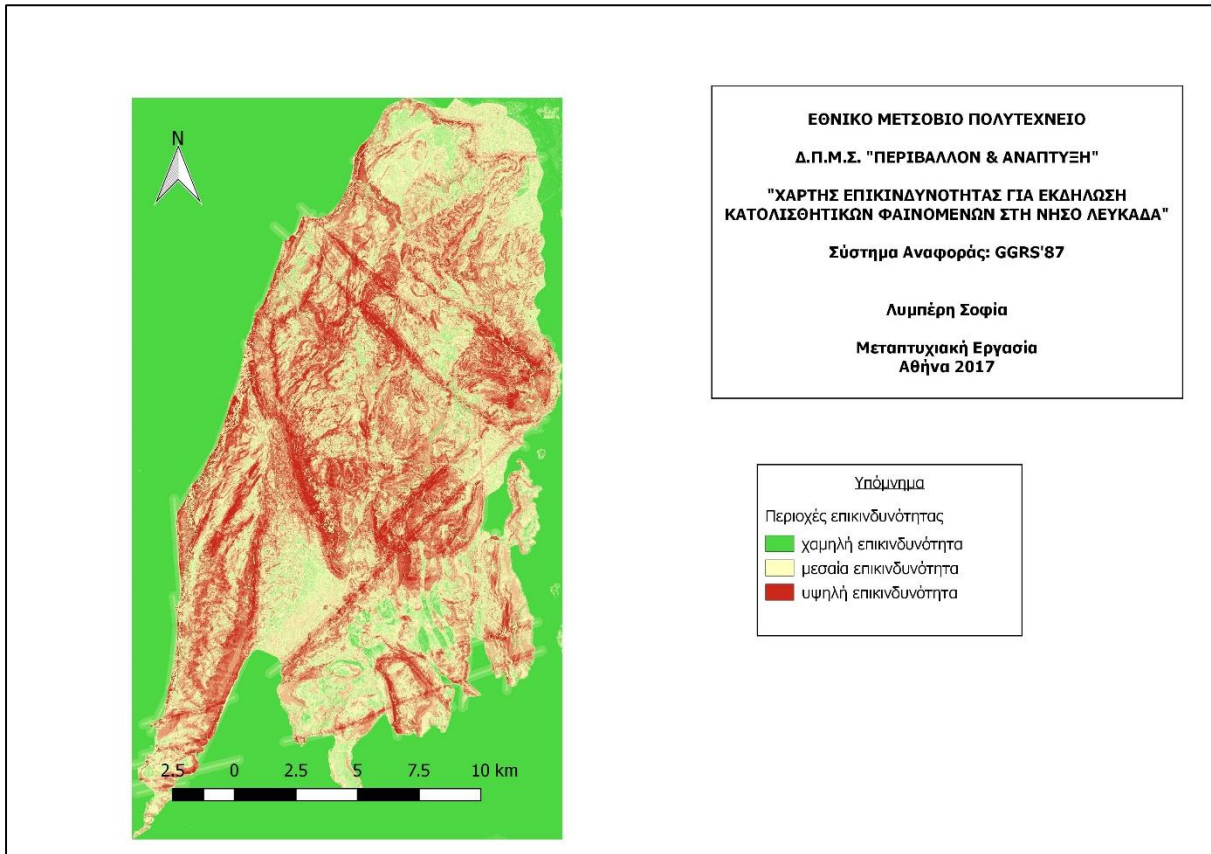 N
ΕΘΝΙΚΟ ΜΕΤΣΟΒΙΟ ΠΟΛΥΤΕΧΝΕΙΟ
Δ.Π.Μ.Σ. "ΠΕΡΙΒΑΛΛΟΝ & ΑΝΑΠΤΥΞΗ"
"ΧΑΡΤΗΣ ΕΠΙΚΙΝΔΥΝΟΤΗΤΑΣ ΓΙΑ ΕΚΔΗΛΩΣΗ
ΚΑΤΟΛΙΣΘΗΤΙΚΩΝ ΦΑΙΝΟΜΕΝΩΝ ΣΤΗ ΝΗΣΟ ΛΕΥΚΑΔΑ"
Σύστημα Αναφοράς: GGRS'87
Λυμπέρη Σοφία
Μεταπτυχιακή Εργασία
Αθήνα 2017
Υπόμνημα
Περιοχές επικινδυνότητας
χαμηλή επικινδυνότητα
μεσαία επικινδυνότητα
υψηλή επικινδυνότητα
2.5 0 2.5 5 7.5 10 km